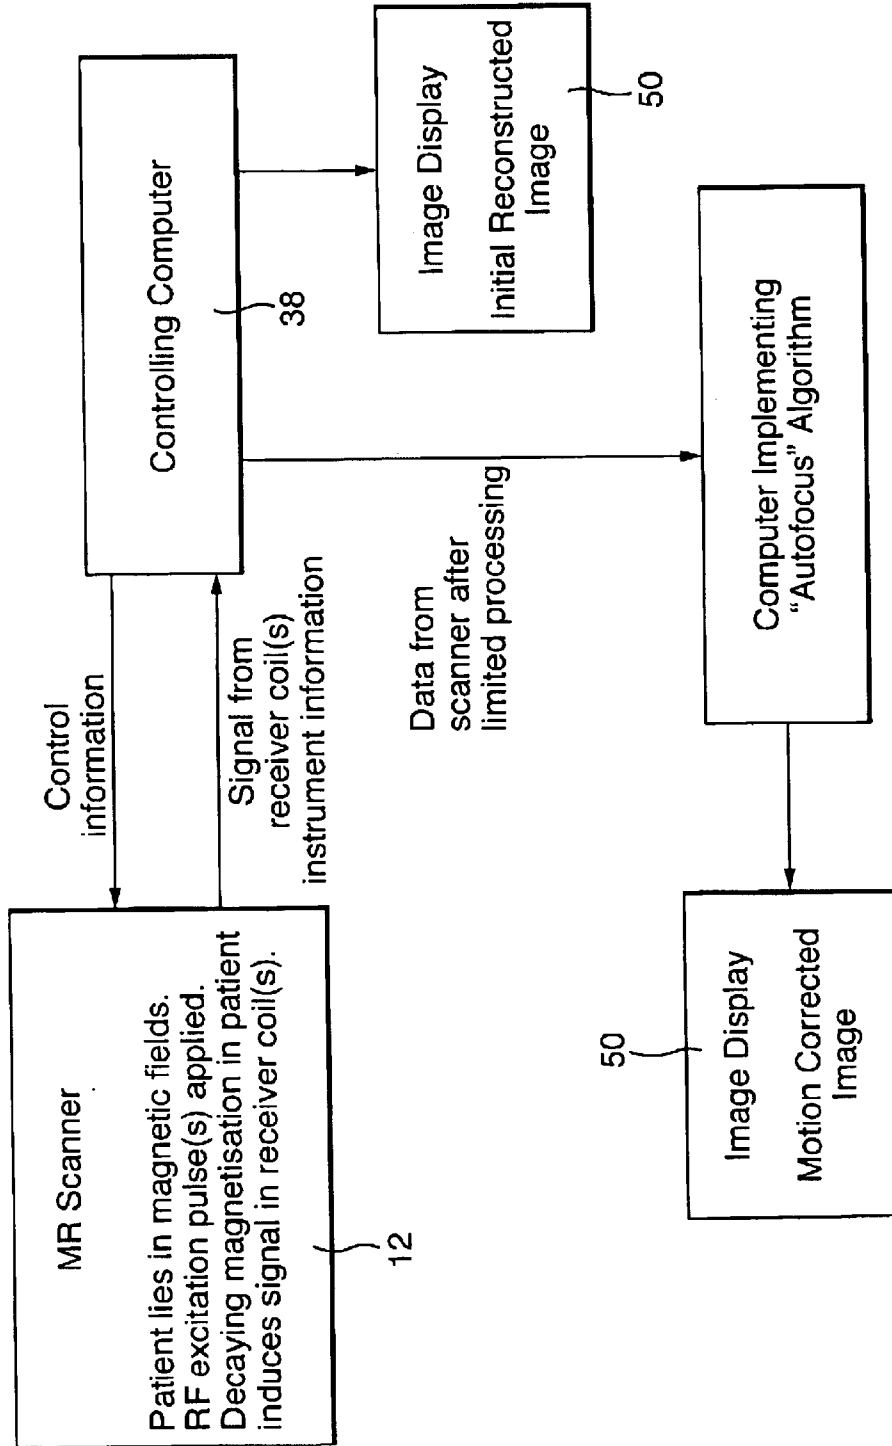 MR Scanner
Patient lies in magnetic fields.
RF excitation pulse(s) applied.
Decaying magnetisation in patient
induces signal in receiver coil(s).
12
Control
information
Signal from
receiver coil(s)
instrument information
Controlling Computer
38
Image Display
Initial Reconstructed
Image
50
Data from
scanner after
limited processing
Computer Implementing
“Autofocus” Algorithm
50
Image Display
Motion Corrected
Image